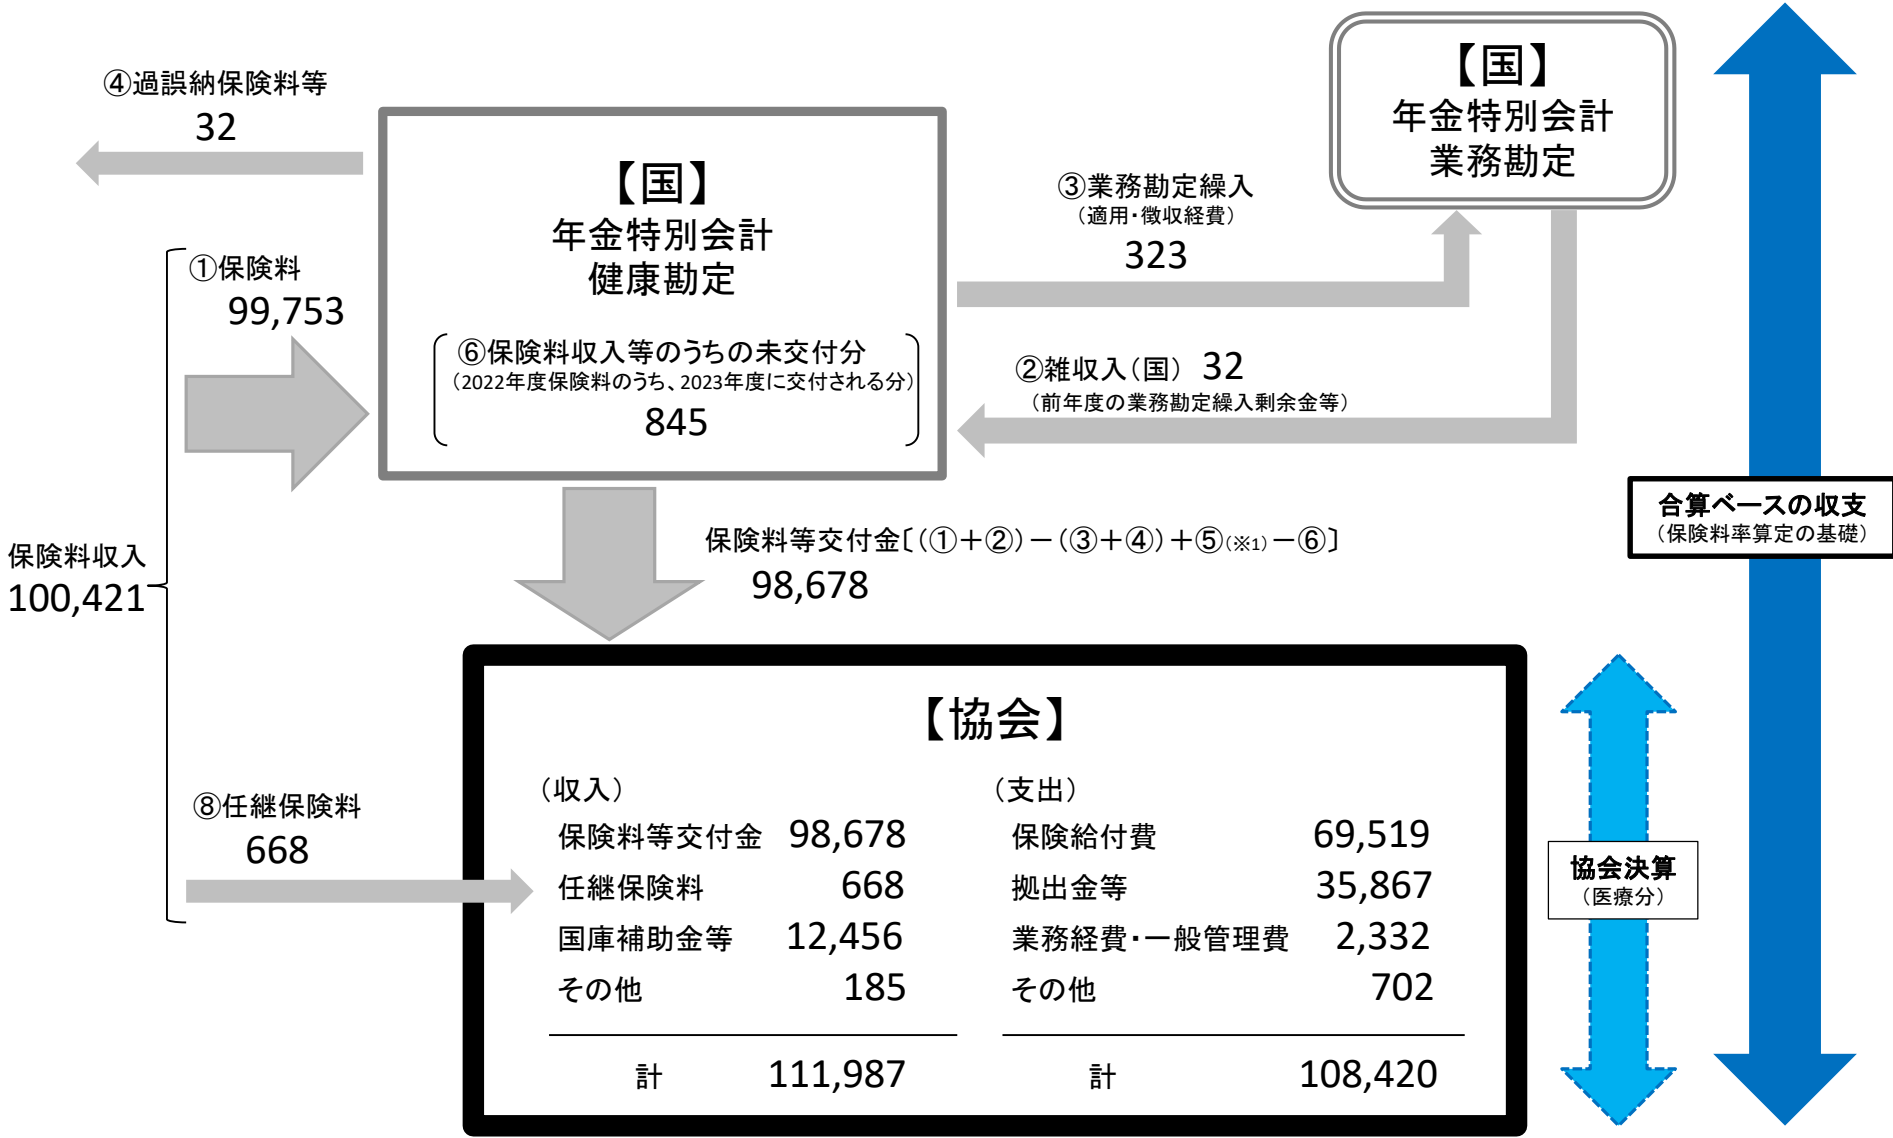 ④過誤納保険料等
32
【国】
年金特別会計
健康勘定
⑥保険料収入等のうちの未交付分
（2022年度保険料のうち、2023年度に交付される分）
845
【国】
年金特別会計
業務勘定
③業務勘定繰入
（適用・徴収経費）
323
②雑収入（国） 32
（前年度の業務勘定繰入剰余金等）
①保険料
99,753
保険料収入
100,421
保険料等交付金〔（①＋②）－（③＋④）＋⑤(※1)－⑥〕
98,678
合算ベースの収支
（保険料率算定の基礎）
⑧任継保険料
668
【協会】
（収入）
保険料等交付金 98,678
任継保険料 668
国庫補助金等 12,456
その他 185
計 111,987
（支出）
保険給付費 69,519
拠出金等 35,867
業務経費・一般管理費 2,332
その他 702
計 108,420
協会決算
（医療分）